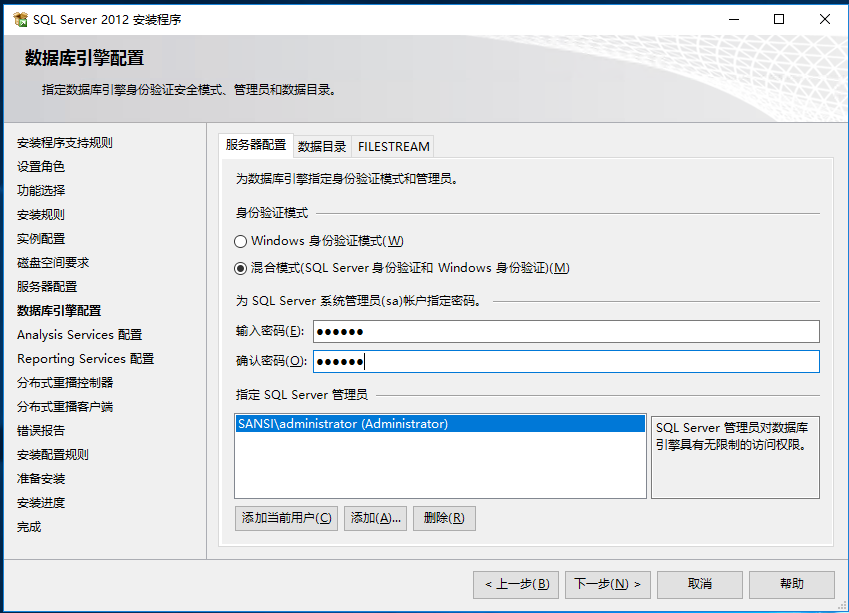 SQL Server 2012 安装程序
数据库引擎配置
指定数据库引擎身份验证安全模式、管理员和数据目录。
安装程序支持规则
设置角色
功能选择
安装规则
实例配置
磁盘空间要求
服务器配置
数据库引擎配置
Analysis Services 配置
Reporting Services 配置
分布式重播控制器
分布式重播客户端
错误报告
安装配置规则
准备安装
安装进度
完成
服务器配置 数据目录 FILESTREAM
为数据库引擎指定身份验证模式和管理员。
身份验证模式
Windows 身份验证模式(W)
混合模式(SQL Server 身份验证和 Windows 身份验证)(M)
为 SQL Server 系统管理员(sa)帐户指定密码。
输入密码(E): ●●●●●●
确认密码(O): ●●●●●●
指定 SQL Server 管理员
SANSI\administrator (Administrator)
SQL Server 管理员对数据库
引擎具有无限制的访问权限。
添加当前用户(C) 添加(A)... 删除(R)
< 上一步(B) 下一步(N) > 取消 帮助